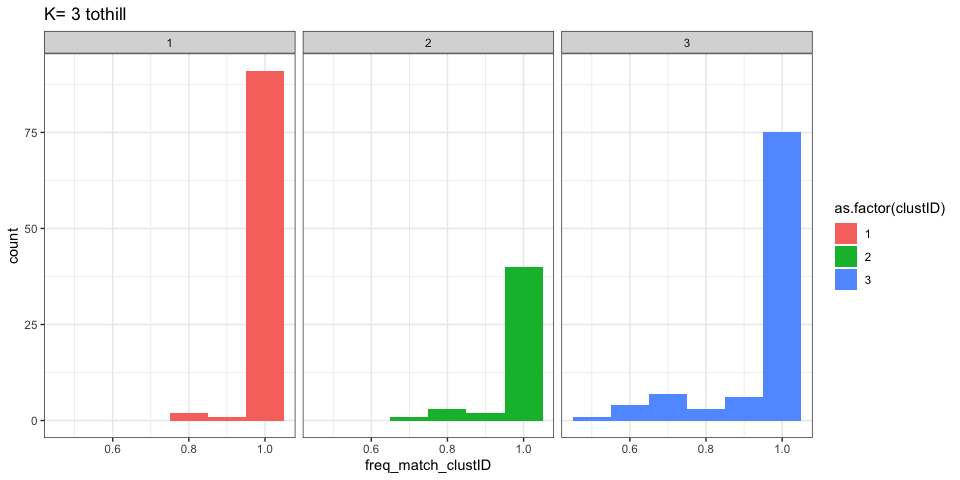 K= 3 tothill
1
2
3
75
50
25
0
count
0.6 0.8 1.0
0.6 0.8 1.0
0.6 0.8 1.0
freq_match_clustID
as.factor(clustID)
1
2
3